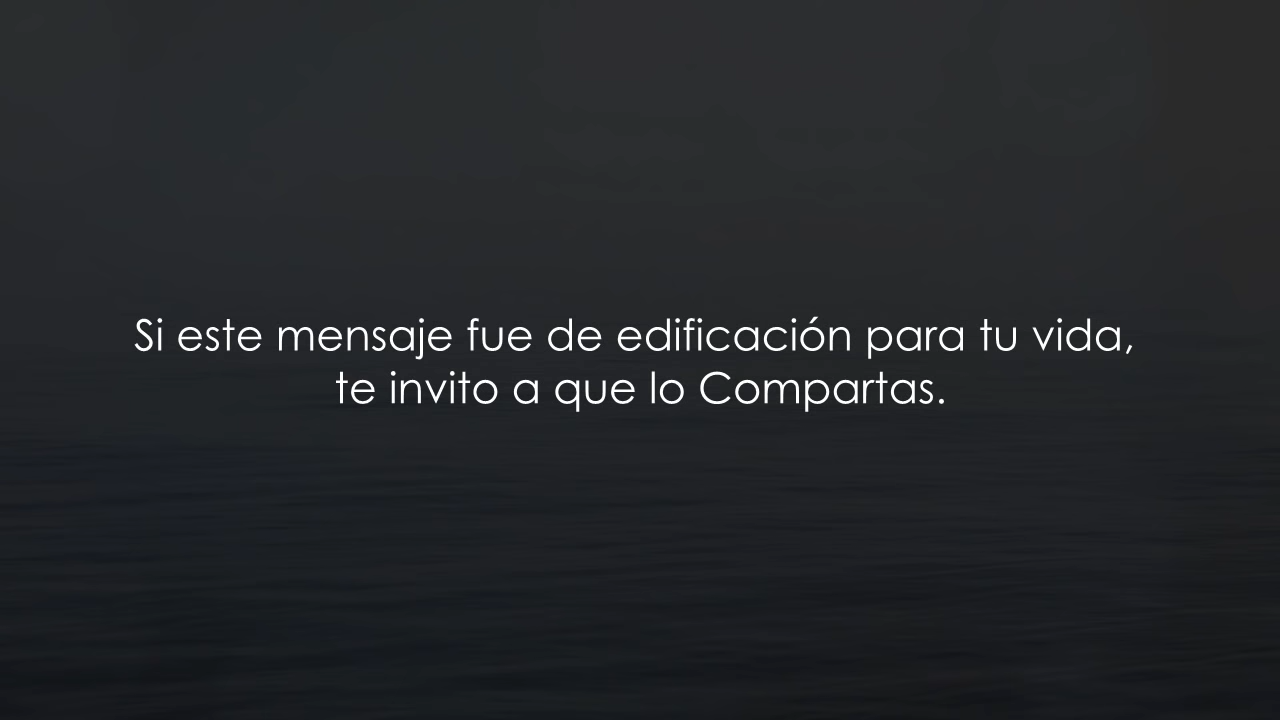 Si este mensaje fue de edificación para tu vida,
te invito a que lo Compartas.